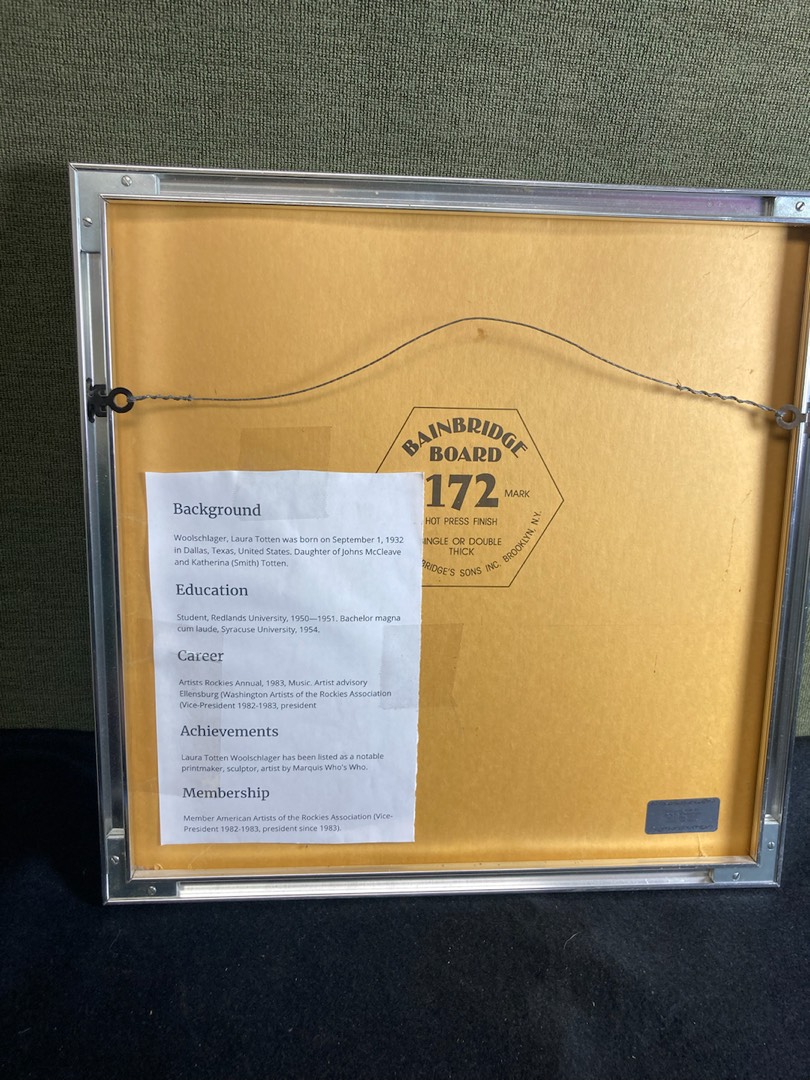 BAINBRIDGE
BOARD
172 MARK
HOT PRESS FINISH
INGLE OR DOUBLE
THICK
RIDGE'S SONS INC. BROOKLYN, N.Y.
Background
Woolschlager, Laura Totten was born on September 1, 1932
in Dallas, Texas, United States. Daughter of Johns McCleave
and Katherina (Smith) Totten.
Education
Student, Redlands University, 1950—1951. Bachelor magna
cum laude, Syracuse University, 1954.
Career
Artists Rockies Annual, 1983, Music. Artist advisory
Ellensburg (Washington Artists of the Rockies Association
(Vice-President 1982-1983, president
Achievements
Laura Totten Woolschlager has been listed as a notable
printmaker, sculptor, artist by Marquis Who's Who.
Membership
Member American Artists of the Rockies Association (Vice-
President 1982-1983, president since 1983).